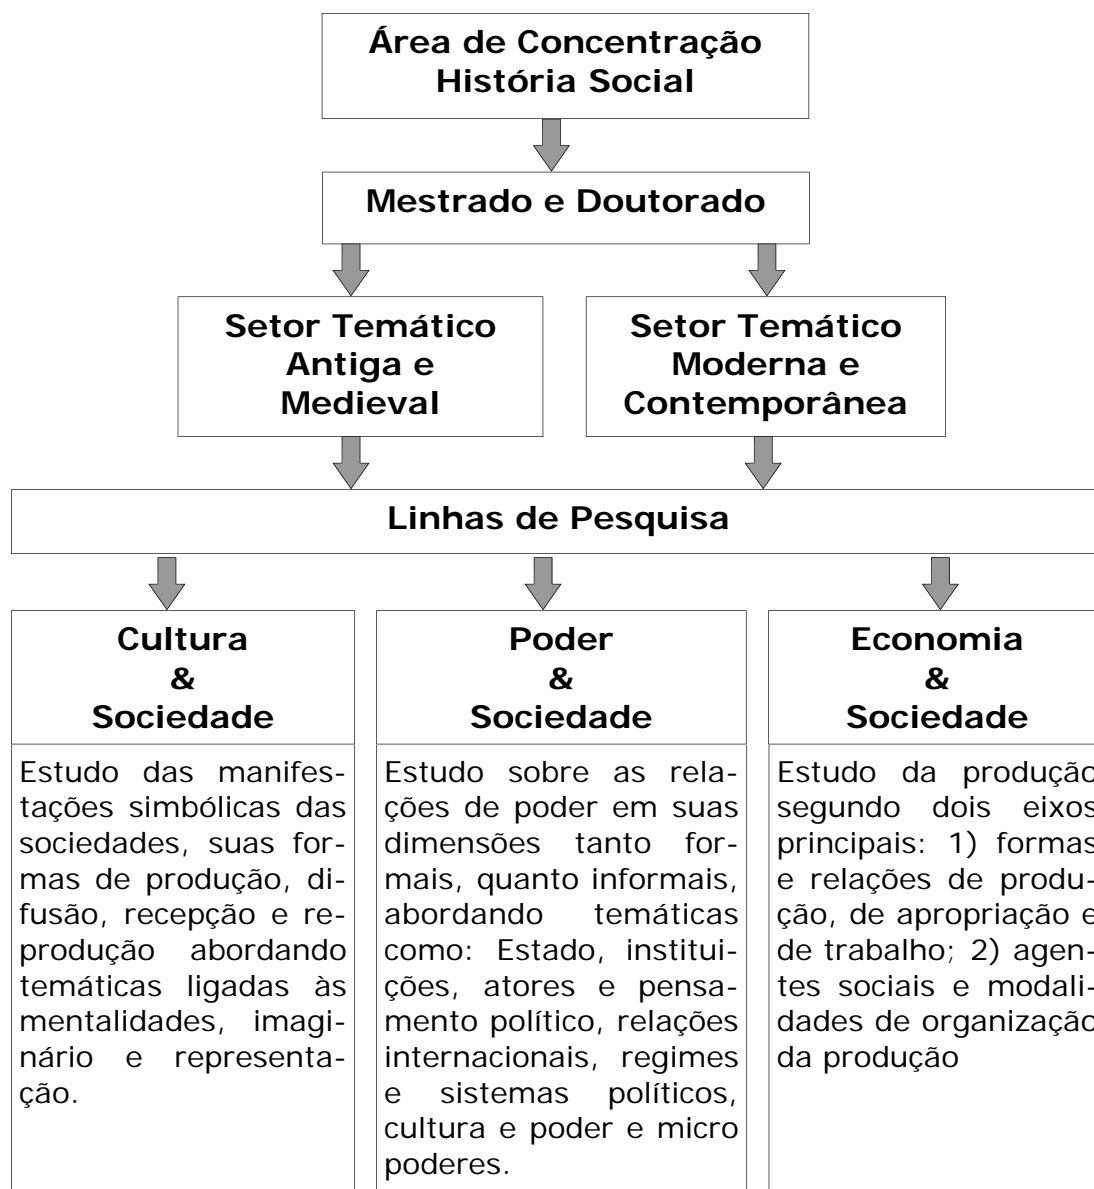 Área de Concentração
História Social
Mestrado e Doutorado
Setor Temático
Antiga e
Medieval
Setor Temático
Moderna e
Contemporânea
Linhas de Pesquisa
Cultura
&
Sociedade
Estudo das manifes-
tações simbólicas das
sociedades, suas for-
mas de produção, di-
fusão, recepção e re-
produção abordando
temáticas ligadas às
mentalidades, imagi-
nário e representa-
ção.
Poder
&
Sociedade
Estudo sobre as rela-
ções de poder em suas
dimensões tanto for-
mais, quanto informais,
abordando temáticas
como: Estado, institui-
ções, atores e pensa-
mento político, relações
internacionais, regimes
e sistemas políticos,
cultura e poder e micro
poderes.
Economia
&
Sociedade
Estudo da produção
segundo dois eixos
principais: 1) formas
e relações de produ-
ção, de apropriação e
de trabalho; 2) agen-
tes sociais e modali-
dades de organização
da produção